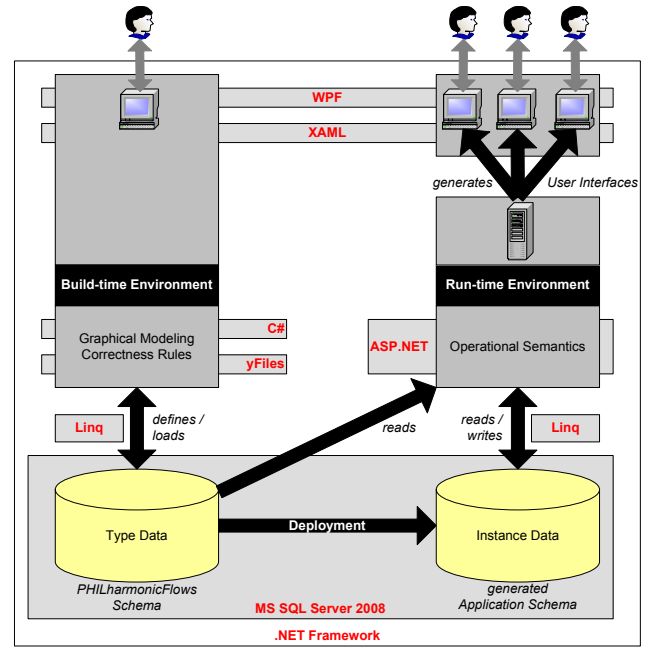 WPF
XAML
generates
User Interfaces
Build-time Environment
Run-time Environment
Graphical Modeling
Correctness Rules
C#
yFiles
ASP.NET
Operational Semantics
Linq
defines /
loads
reads
reads /
writes
Linq
Type Data
Deployment
Instance Data
PHILharmonicFlows
Schema
generated
Application Schema
MS SQL Server 2008
.NET Framework